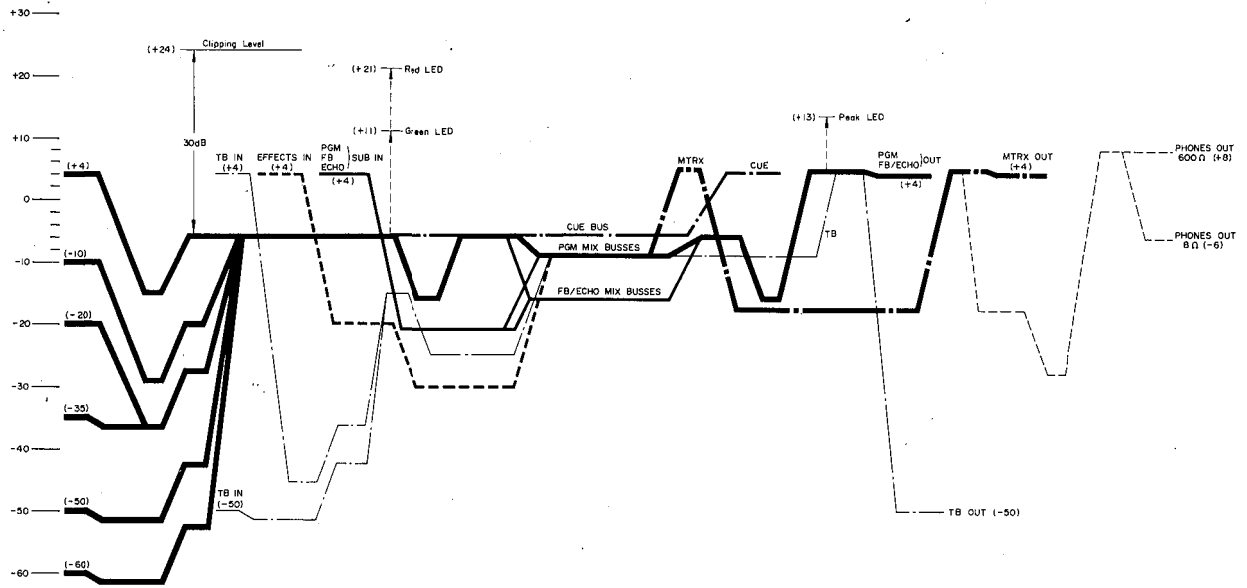 +30
+20
+10
0
-10
-20
-30
-40
-50
-60
(+24) Clipping Level
30dB
(+21) Red LED
(+11) Green LED
(+4)
(-10)
(-20)
(-35)
(-50)
(-60)
TB IN
(+4)
EFFECTS IN
(+4)
PGM
FB
ECHO
) SUB IN
(+4)
TB IN
(-50)
CUE BUS
PGM MIX BUSSES
FB/ECHO MIX BUSSES
MTRX
CUE
TB
(+13) Peak LED
PGM
FB/ECHO
) OUT
(+4)
MTRX OUT
(+4)
PHONES OUT
600 Ω (+8)
PHONES OUT
8 Ω (-6)
TB OUT (-50)